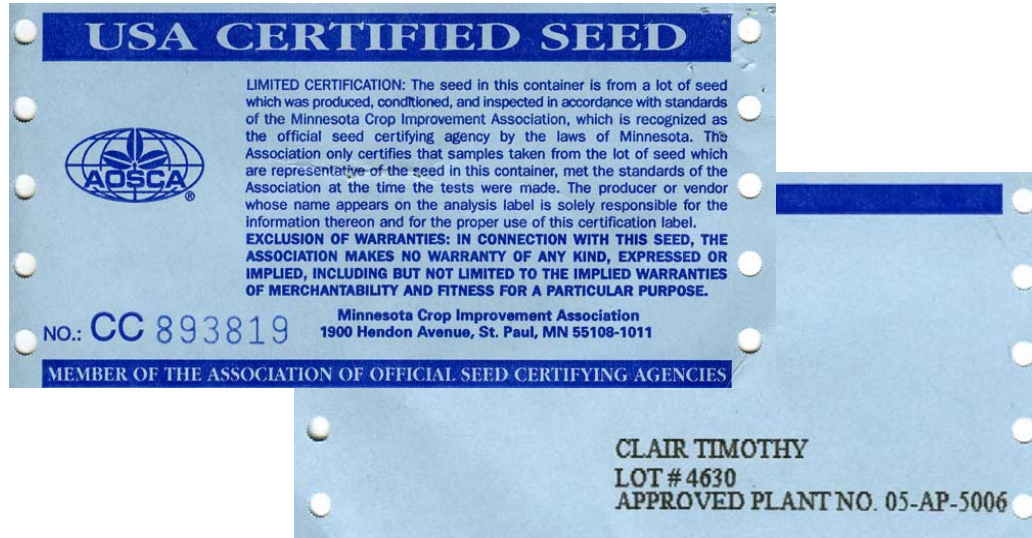 USA CERTIFIED SEED
LIMITED CERTIFICATION: The seed in this container is from a lot of seed
which was produced, conditioned, and inspected in accordance with standards
of the Minnesota Crop Improvement Association, which is recognized as
the official seed certifying agency by the laws of Minnesota. The
Association only certifies that samples taken from the lot of seed which
are representative of the seed in this container, met the standards of the
Association at the time the tests were made. The producer or vendor
whose name appears on the analysis label is solely responsible for the
information thereon and for the proper use of this certification label.
EXCLUSION OF WARRANTIES: IN CONNECTION WITH THIS SEED, THE
ASSOCIATION MAKES NO WARRANTY OF ANY KIND, EXPRESSED OR
IMPLIED, INCLUDING BUT NOT LIMITED TO THE IMPLIED WARRANTIES
OF MERCHANTABILITY AND FITNESS FOR A PARTICULAR PURPOSE.
AOSCA®
NO.: CC 893819
Minnesota Crop Improvement Association
1900 Hendon Avenue, St. Paul, MN 55108-1011
MEMBER OF THE ASSOCIATION OF OFFICIAL SEED CERTIFYING AGENCIES
CLAIR TIMOTHY
LOT # 4630
APPROVED PLANT NO. 05-AP-5006